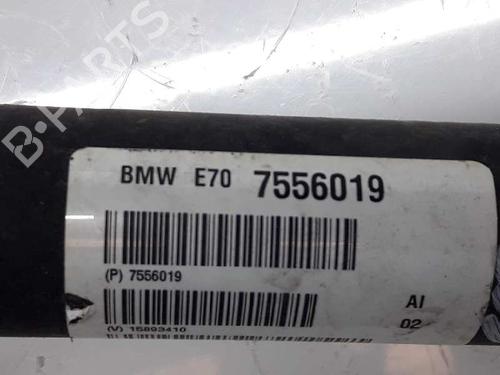 B-PARTS
BMW E70 7556019
(P) 7556019
AI
(V) 15893410
02